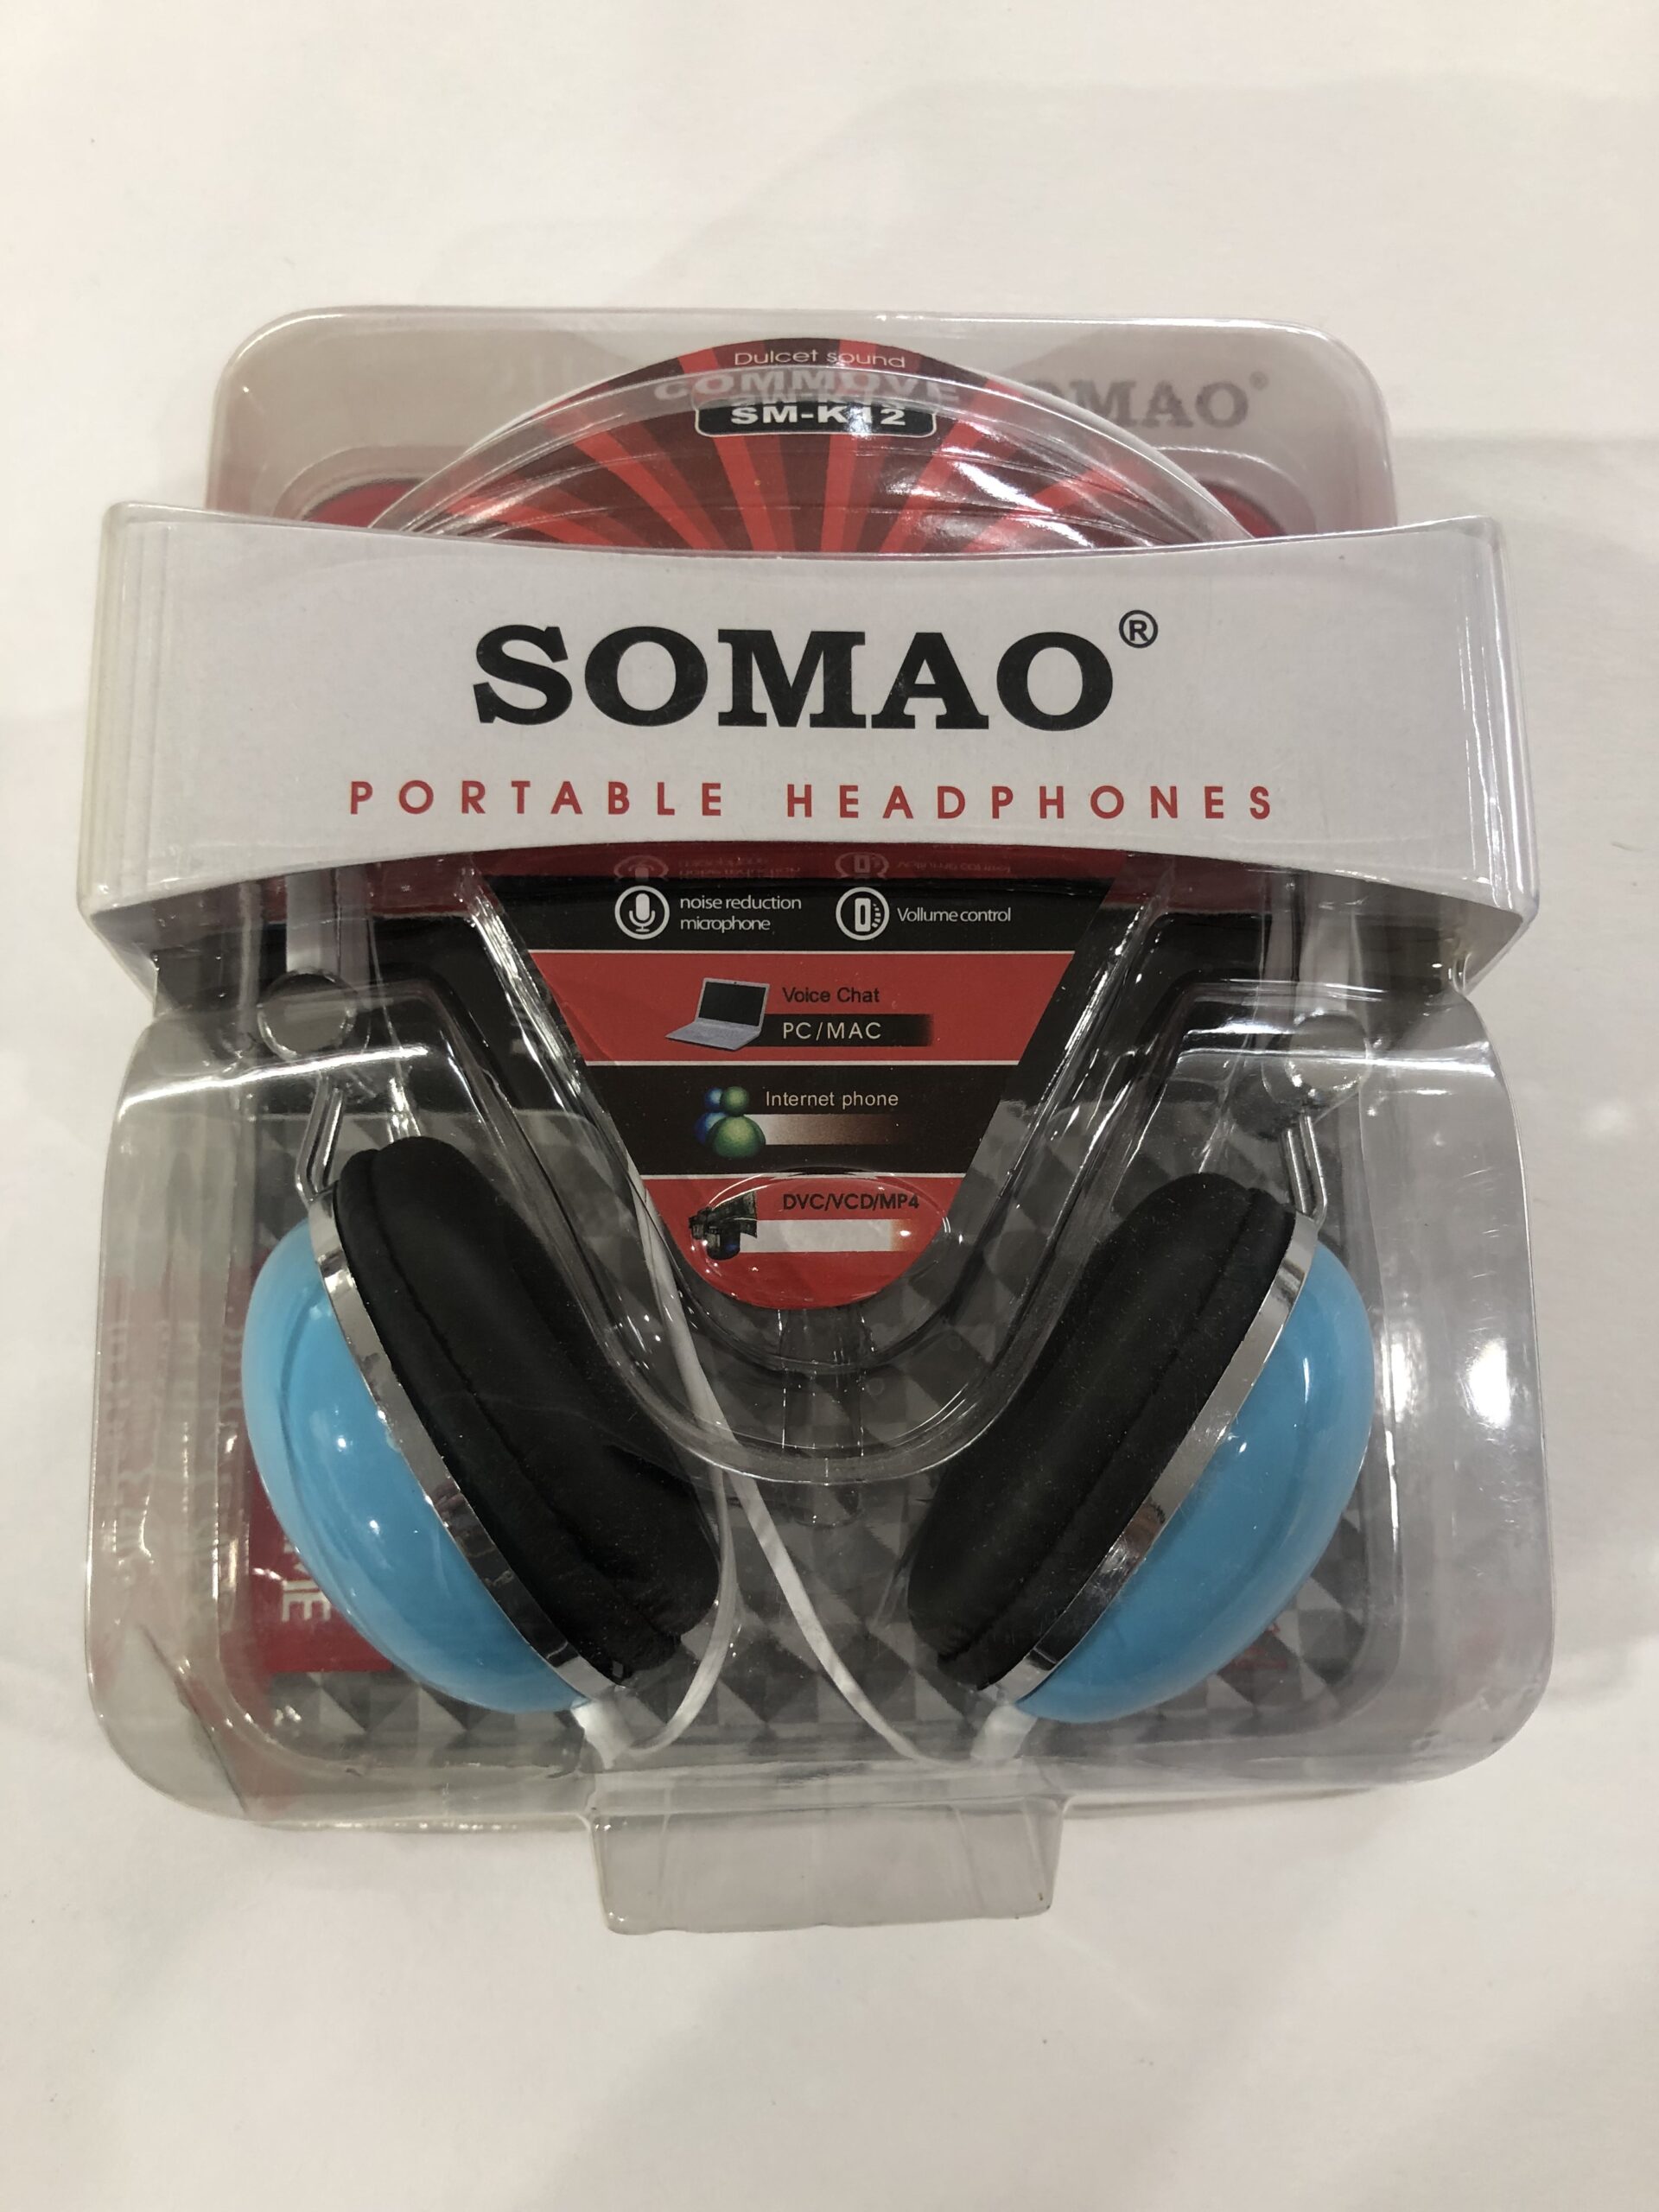 Dulcet sound
COMMOVE
SM-K12
SOMAO
SOMAO®
PORTABLE HEADPHONES
noise reduction
microphone
Vollume control
Voice Chat
PC/MAC
Internet phone
DVC/VCD/MP4